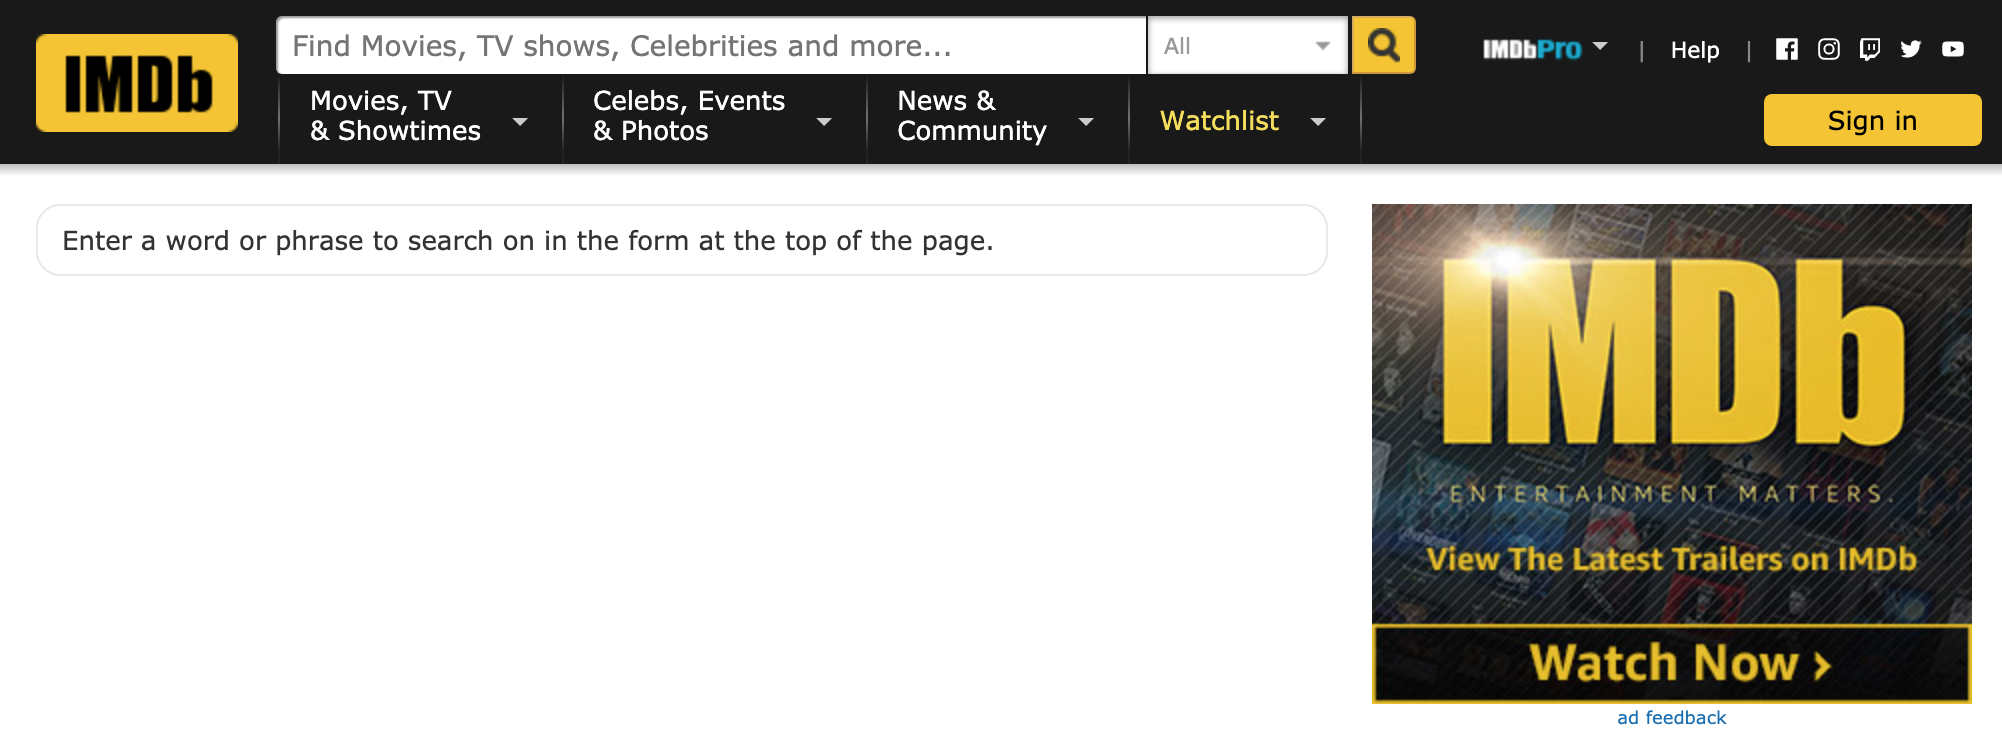 IMDb
Find Movies, TV shows, Celebrities and more...
All
IMDbPro
|
Help
|
Movies, TV
& Showtimes
Celebs, Events
& Photos
News &
Community
Watchlist
Sign in
Enter a word or phrase to search on in the form at the top of the page.
IMDb
ENTERTAINMENT MATTERS.
View The Latest Trailers on IMDb
Watch Now ›
ad feedback